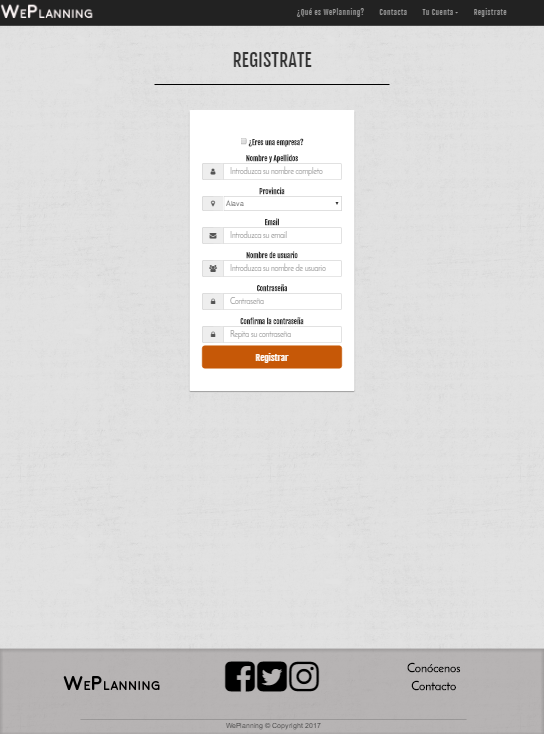 WePlanning
¿Qué es WePlanning? Contacta Tu Cuenta Registrate
REGISTRATE
¿Eres una empresa?
Nombre y Apellidos
Introduzca su nombre completo
Provincia
Alava
Email
Introduzca su email
Nombre de usuario
Introduzca su nombre de usuario
Contraseña
Contraseña
Confirma la contraseña
Repita su contraseña
Registrar
WePlanning
Conócenos
Contacto
WePlanning © Copyright 2017